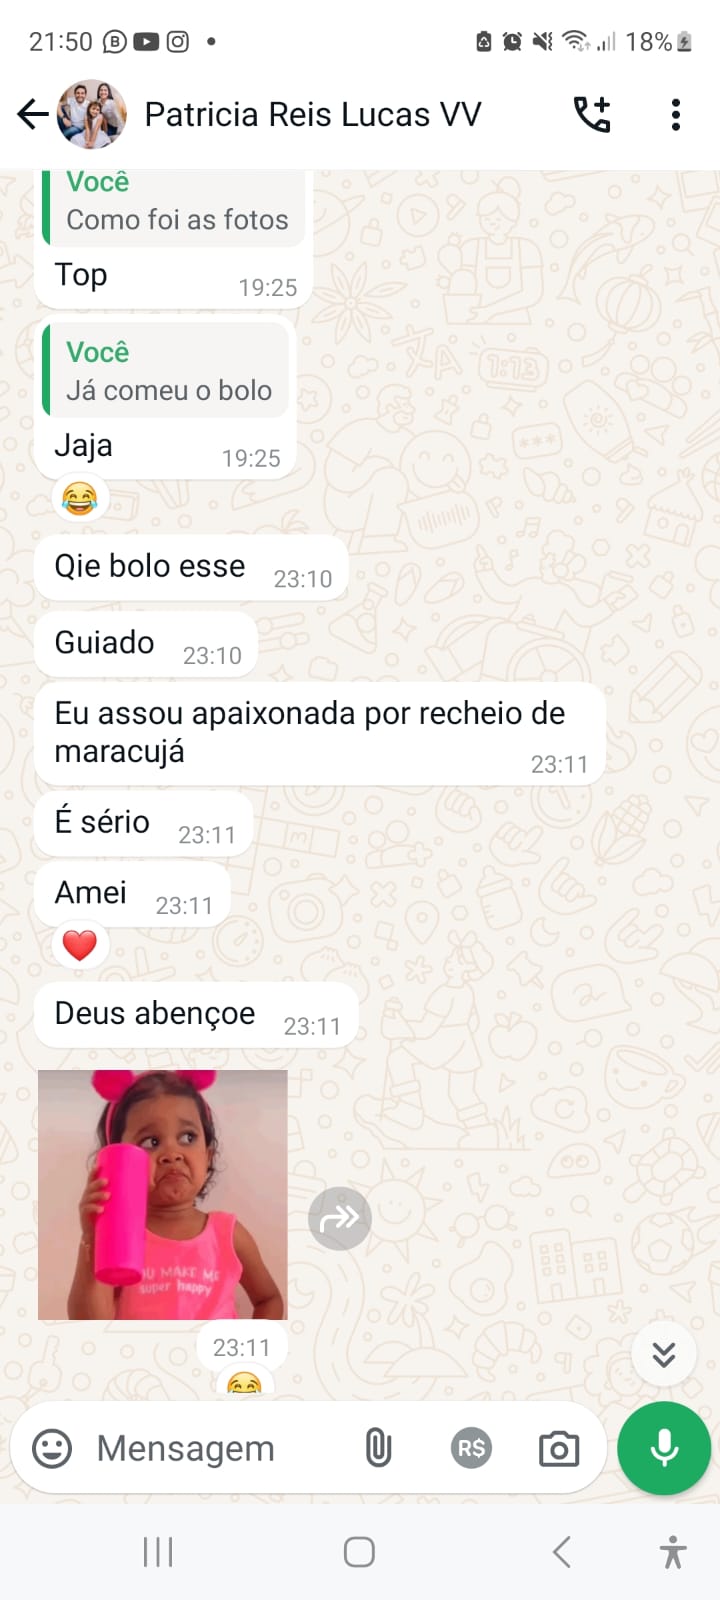 21:50
18%
Patricia Reis Lucas VV
Você
Como foi as fotos
Top
19:25
Você
Já comeu o bolo
Jaja
19:25
Qie bolo esse
23:10
Guiado
23:10
Eu assou apaixonada por recheio de
maracujá
23:11
É sério
23:11
Amei
23:11
Deus abençoe
23:11
OU MAKE ME
super happy
23:11
Mensagem
R$